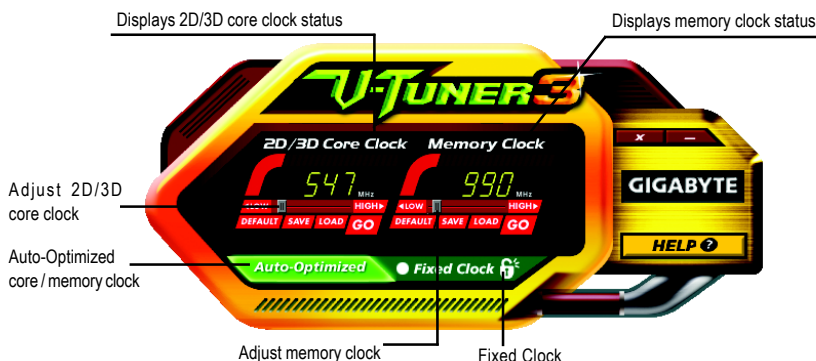 Displays 2D/3D core clock status
Displays memory clock status
V-TUNER3
2D/3D Core Clock
Memory Clock
547 MHz
990 MHz
LOW
HIGH
LOW
HIGH
DEFAULT SAVE LOAD GO
DEFAULT SAVE LOAD GO
Auto-Optimized
Fixed Clock
x –
GIGABYTE
HELP ?
Adjust 2D/3D
core clock
Auto-Optimized
core / memory clock
Adjust memory clock
Fixed Clock